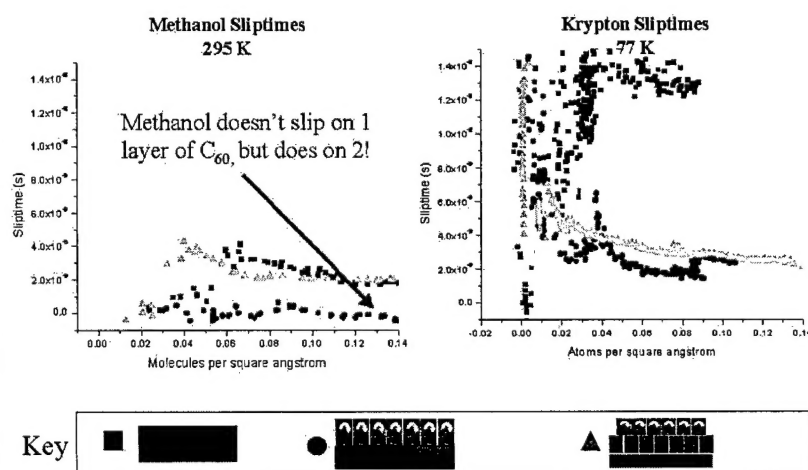 Methanol Sliptimes
295 K
1.4x10⁻⁸
1.2x10⁻⁸
1.0x10⁻⁸
8.0x10⁻⁹
6.0x10⁻⁹
4.0x10⁻⁹
2.0x10⁻⁹
0.0
Sliptime (s)
Methanol doesn't slip on 1
layer of C₆₀, but does on 2!
0.00 0.02 0.04 0.06 0.08 0.10 0.12 0.14
Molecules per square angstrom
Krypton Sliptimes
77 K
1.4x10⁻⁸
1.2x10⁻⁸
1.0x10⁻⁸
8.0x10⁻⁹
6.0x10⁻⁹
4.0x10⁻⁹
2.0x10⁻⁹
0.0
Sliptime (s)
-0.02 0.00 0.02 0.04 0.06 0.08 0.10 0.12 0.14
Atoms per square angstrom
Key